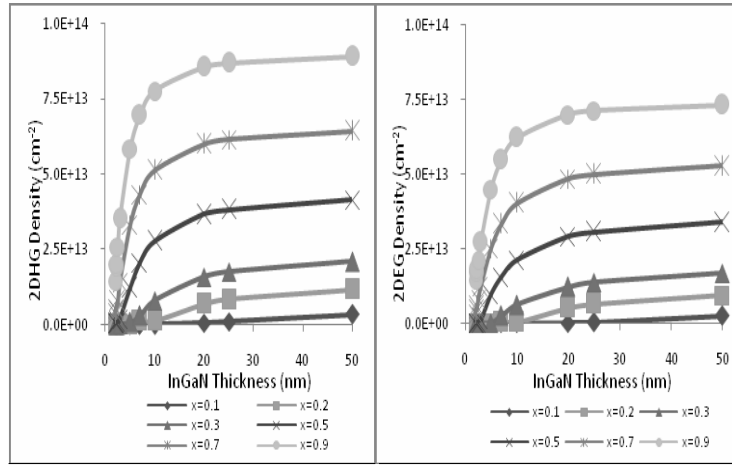 1.0E+14
7.5E+13
5.0E+13
2.5E+13
0.0E+00
2DHG Density (cm⁻²)
0 10 20 30 40 50
InGaN Thickness (nm)
x=0.1 x=0.2
x=0.3 x=0.5
x=0.7 x=0.9
1.0E+14
7.5E+13
5.0E+13
2.5E+13
0.0E+00
2DEG Density (cm⁻²)
0 10 20 30 40 50
InGaN Thickness (nm)
x=0.1 x=0.2 x=0.3
x=0.5 x=0.7 x=0.9